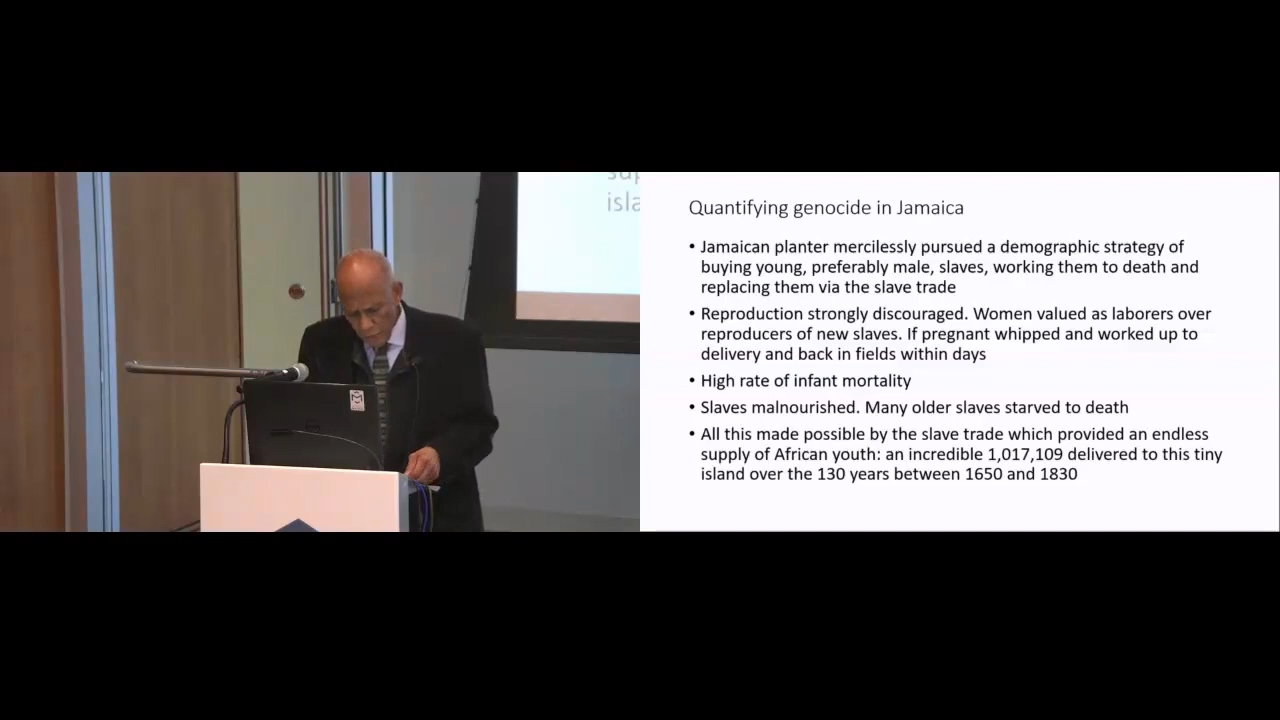 Quantifying genocide in Jamaica
• Jamaican planter mercilessly pursued a demographic strategy of
buying young, preferably male, slaves, working them to death and
replacing them via the slave trade
• Reproduction strongly discouraged. Women valued as laborers over
reproducers of new slaves. If pregnant whipped and worked up to
delivery and back in fields within days
• High rate of infant mortality
• Slaves malnourished. Many older slaves starved to death
• All this made possible by the slave trade which provided an endless
supply of African youth: an incredible 1,017,109 delivered to this tiny
island over the 130 years between 1650 and 1830